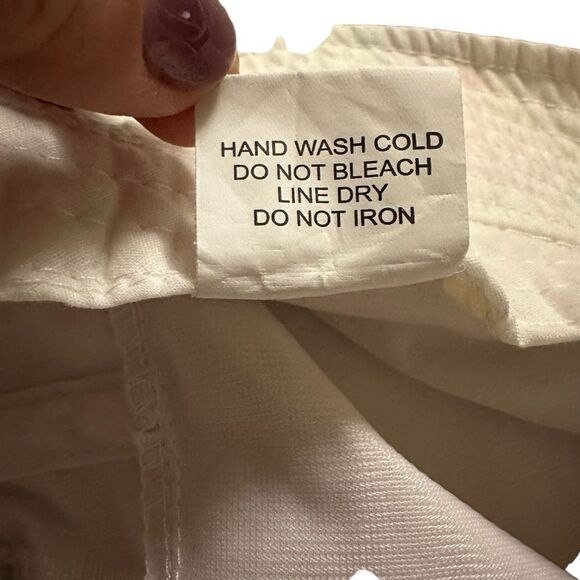 HAND WASH COLD
DO NOT BLEACH
LINE DRY
DO NOT IRON